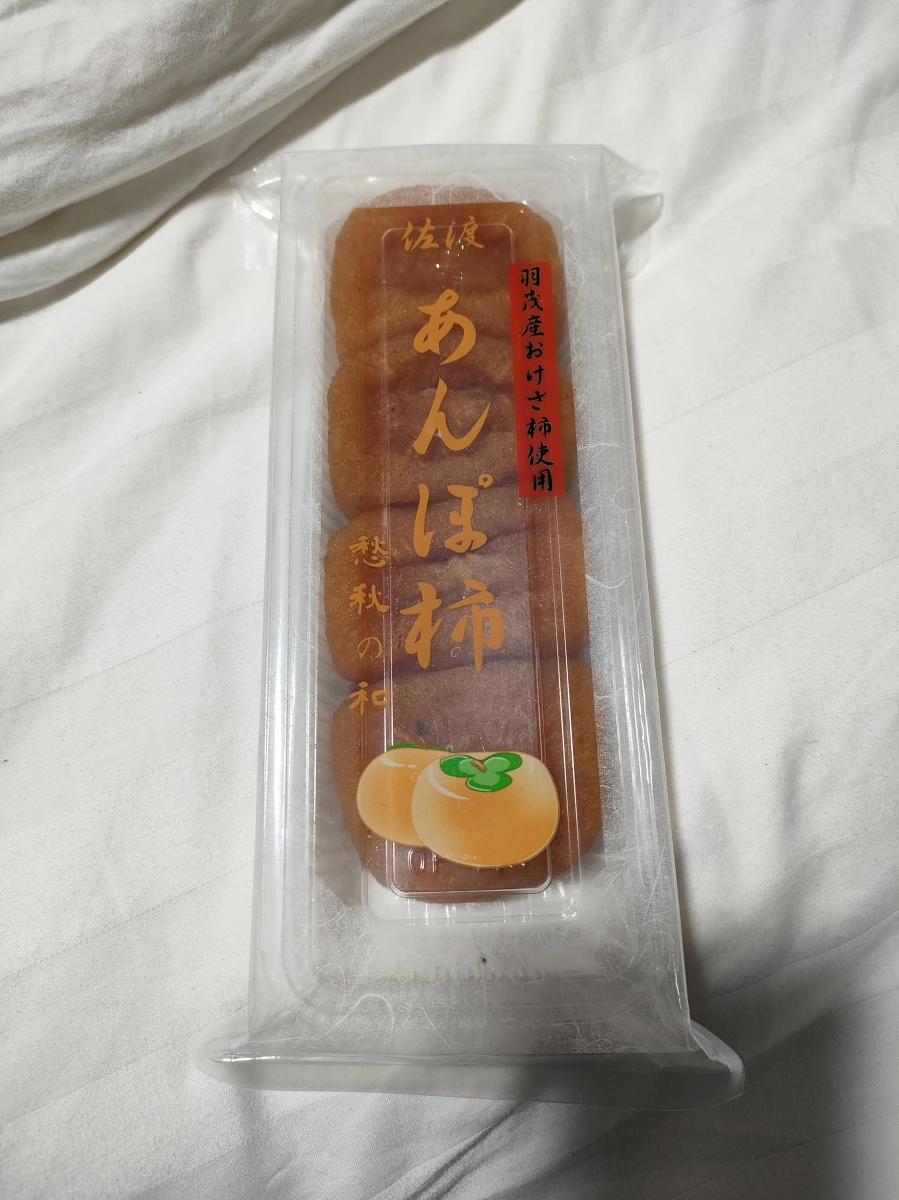 佐渡
羽茂産おけさ柿使用
あんぽ柿
愁秋の和